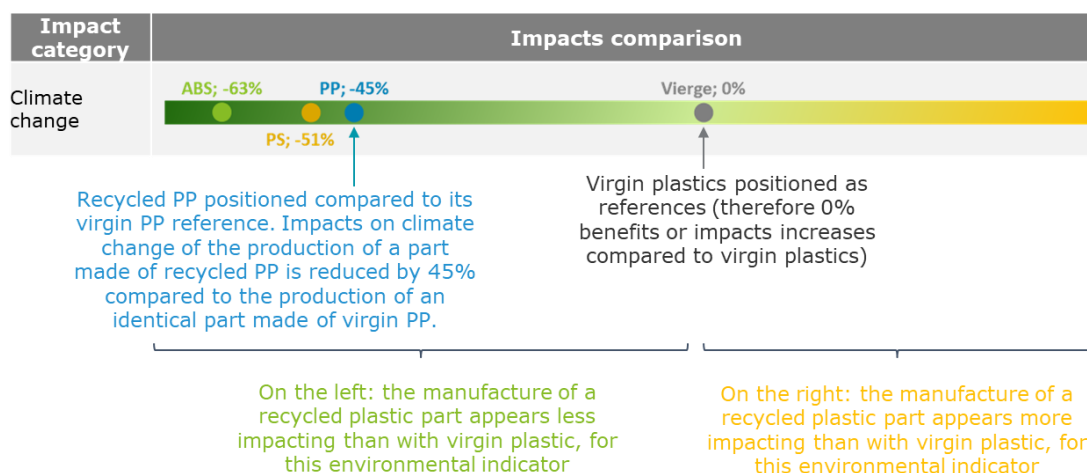 Impact
category
Impacts comparison
Climate
change
ABS; -63%
PP; -45%
Vierge; 0%
PS; -51%
Recycled PP positioned compared to its
virgin PP reference. Impacts on climate
change of the production of a part
made of recycled PP is reduced by 45%
compared to the production of an
identical part made of virgin PP.
Virgin plastics positioned as
references (therefore 0%
benefits or impacts increases
compared to virgin plastics)
On the left: the manufacture of a
recycled plastic part appears less
impacting than with virgin plastic, for
this environmental indicator
On the right: the manufacture of a
recycled plastic part appears more
impacting than with virgin plastic, for
this environmental indicator